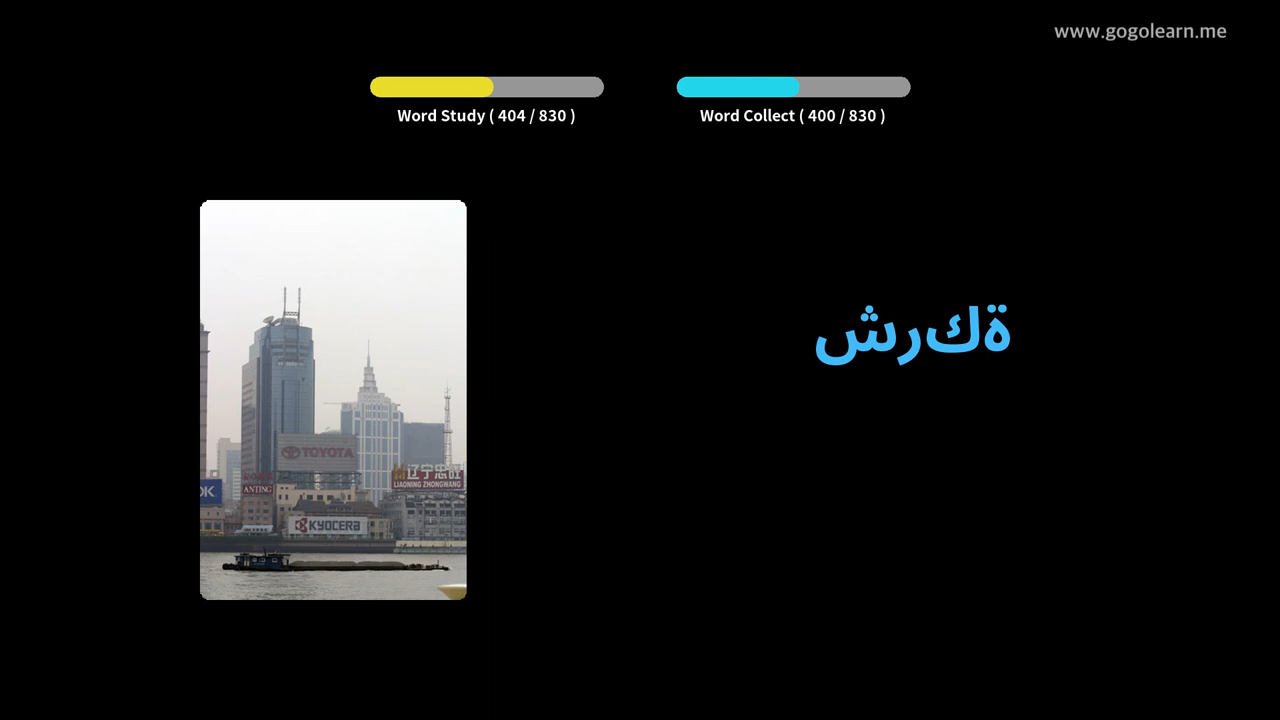 www.gogolearn.me
Word Study ( 404 / 830 )
Word Collect ( 400 / 830 )
شركة
TOYOTA
辽宁忠旺
LIAONING ZHONGWANG
ANTING
KYOCERA